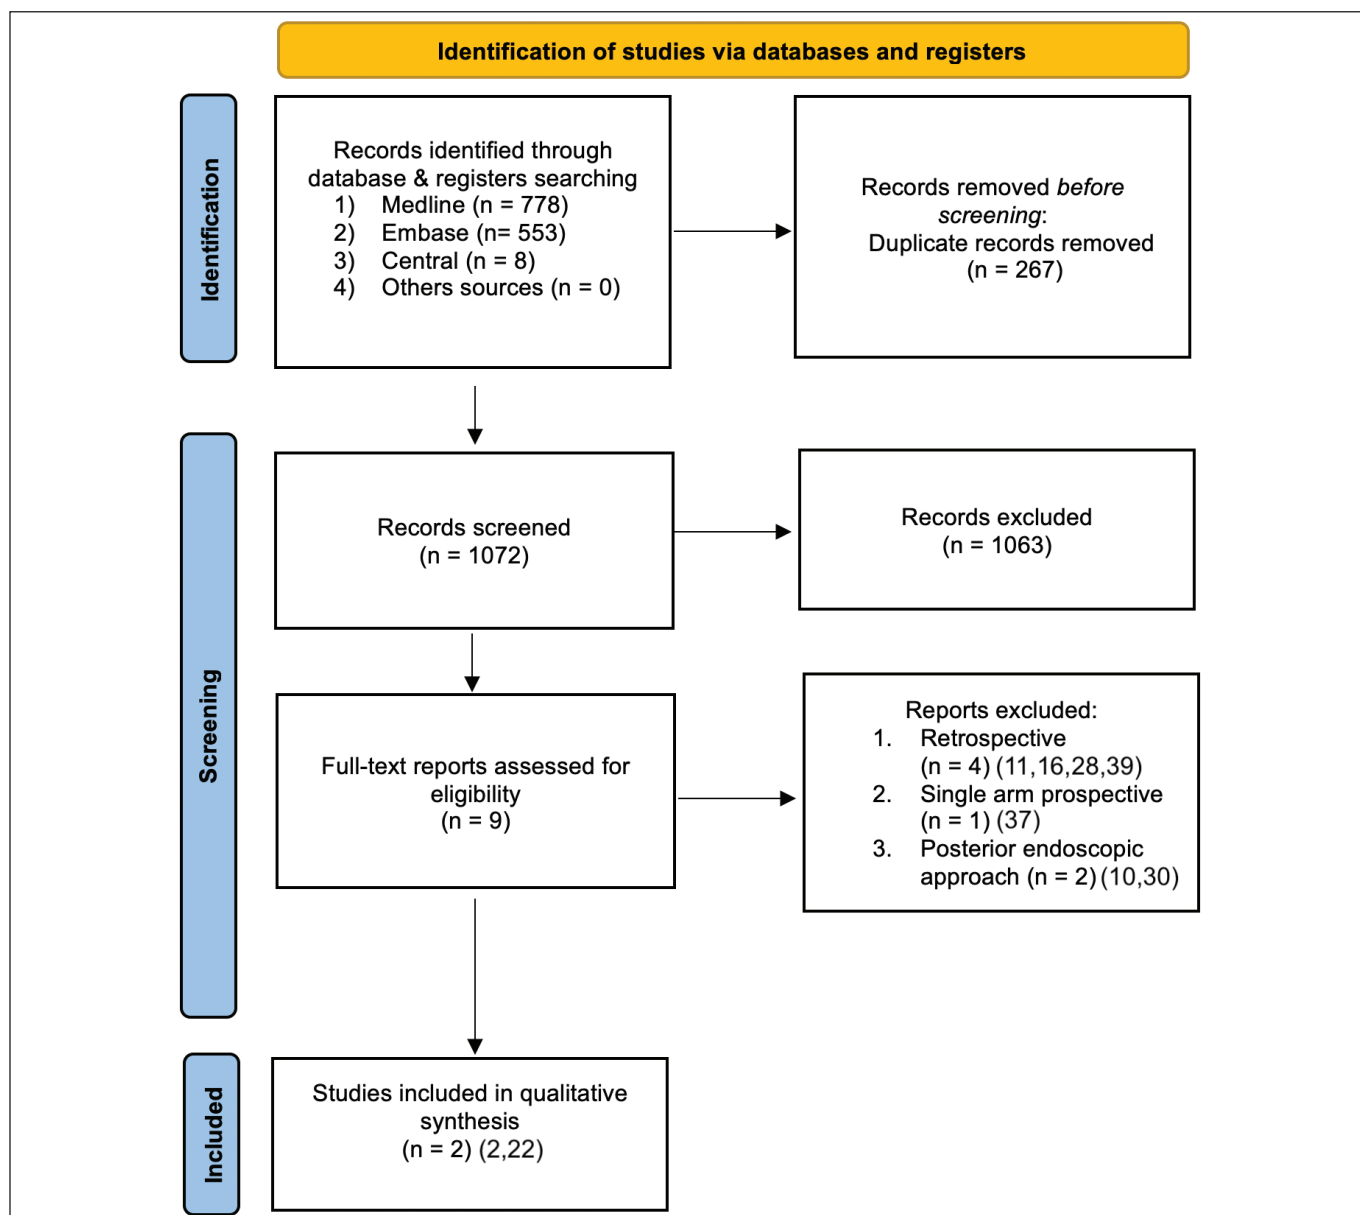 Identification of studies via databases and registers
Identification
Records identified through
database & registers searching
1) Medline (n = 778)
2) Embase (n= 553)
3) Central (n = 8)
4) Others sources (n = 0)
Records removed before
screening:
Duplicate records removed
(n = 267)
Screening
Records screened
(n = 1072)
Records excluded
(n = 1063)
Full-text reports assessed for
eligibility
(n = 9)
Reports excluded:
1. Retrospective
(n = 4) (11,16,28,39)
2. Single arm prospective
(n = 1) (37)
3. Posterior endoscopic
approach (n = 2) (10,30)
Included
Studies included in qualitative
synthesis
(n = 2) (2,22)